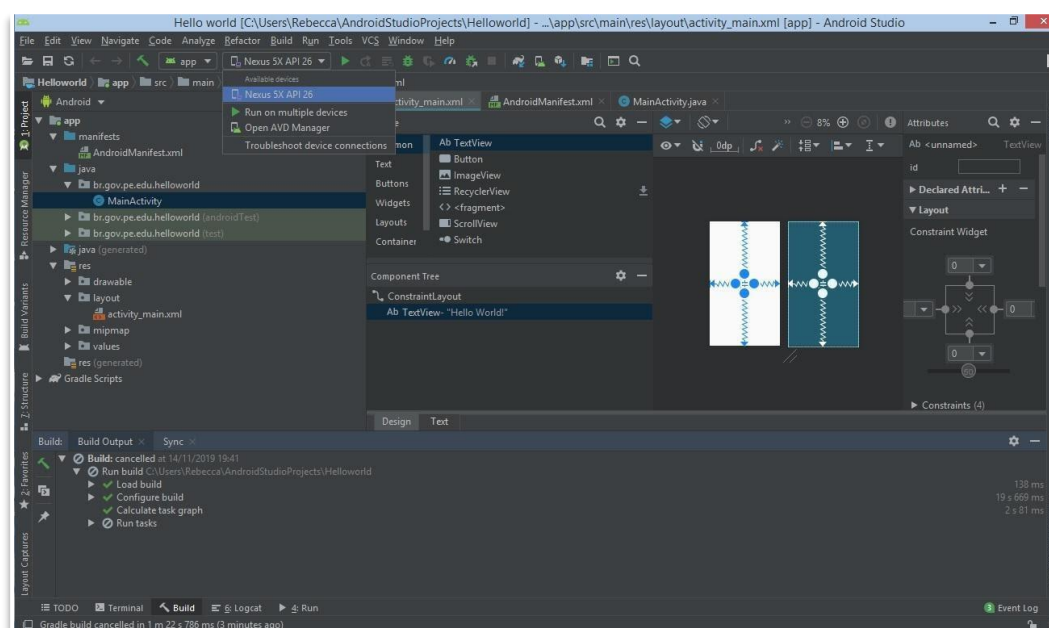 Hello world [C:\Users\Rebecca\AndroidStudioProjects\Helloworld] - ...\app\src\main\res\layout\activity_main.xml [app] - Android Studio
File Edit View Navigate Code Analyze Refactor Build Run Tools VCS Window Help
app Nexus 5X API 26
Helloworld app src main
Available devices
Nexus 5X API 26
Run on multiple devices
Open AVD Manager
Troubleshoot device connections
activity_main.xml AndroidManifest.xml MainActivity.java
1: Project
Resource Manager
Build Variants
Z: Structure
2: Favorites
Layout Captures
Android
app
manifests
AndroidManifest.xml
java
br.gov.pe.edu.helloworld
MainActivity
br.gov.pe.edu.helloworld (androidTest)
br.gov.pe.edu.helloworld (test)
java (generated)
res
drawable
layout
activity_main.xml
mipmap
values
res (generated)
Gradle Scripts
Text
Buttons
Widgets
Layouts
Container
Ab TextView
Button
ImageView
RecyclerView
<fragment>
ScrollView
Switch
Component Tree
ConstraintLayout
Ab TextView- "Hello World!"
Design Text
8%
0dp
Attributes
Ab <unnamed> TextView
id
Declared Attri...
Layout
Constraint Widget
0
0
0
50
Constraints (4)
Build: Build Output Sync
Build: cancelled at 14/11/2019 19:41
Run build C:\Users\Rebecca\AndroidStudioProjects\Helloworld
Load build 138 ms
Configure build 19 s 669 ms
Calculate task graph 2 s 81 ms
Run tasks
TODO Terminal Build 6: Logcat 4: Run 3 Event Log
Gradle build cancelled in 1 m 22 s 786 ms (3 minutes ago)